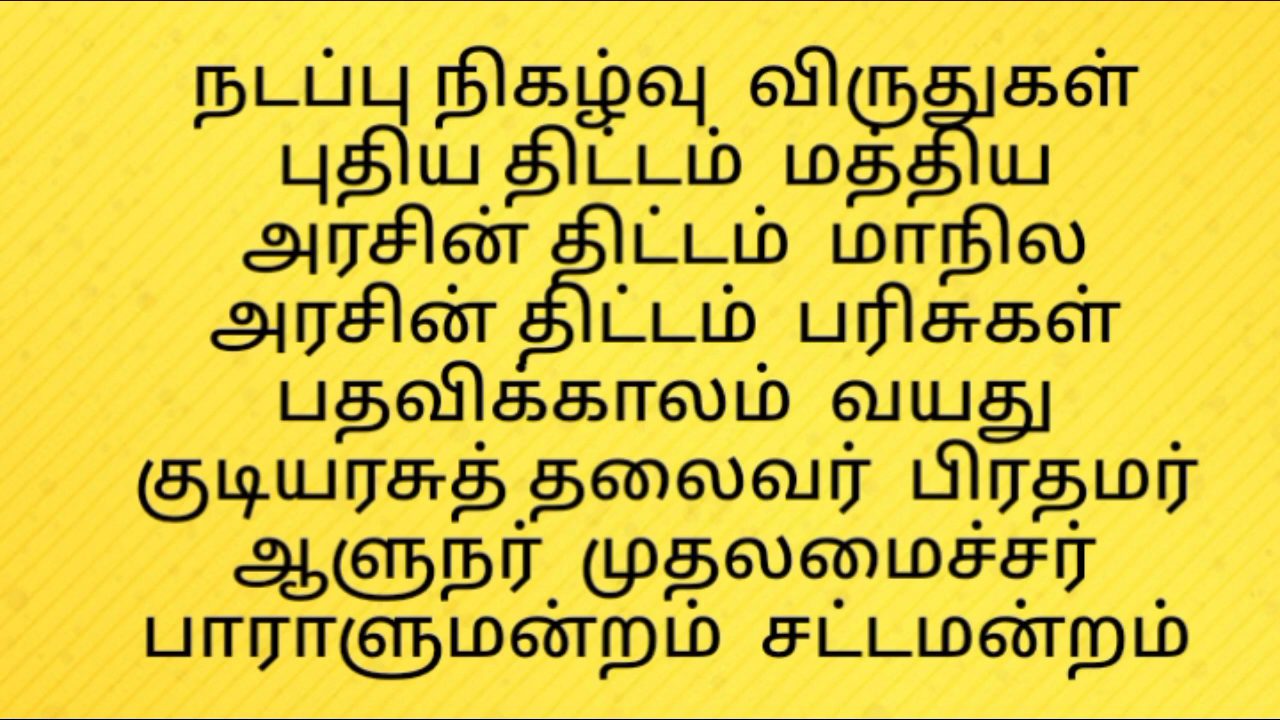 நடப்பு நிகழ்வு விருதுகள்
புதிய திட்டம் மத்திய
அரசின் திட்டம் மாநில
அரசின் திட்டம் பரிசுகள்
பதவிக்காலம் வயது
குடியரசுத் தலைவர் பிரதமர்
ஆளுநர் முதலமைச்சர்
பாராளுமன்றம் சட்டமன்றம்